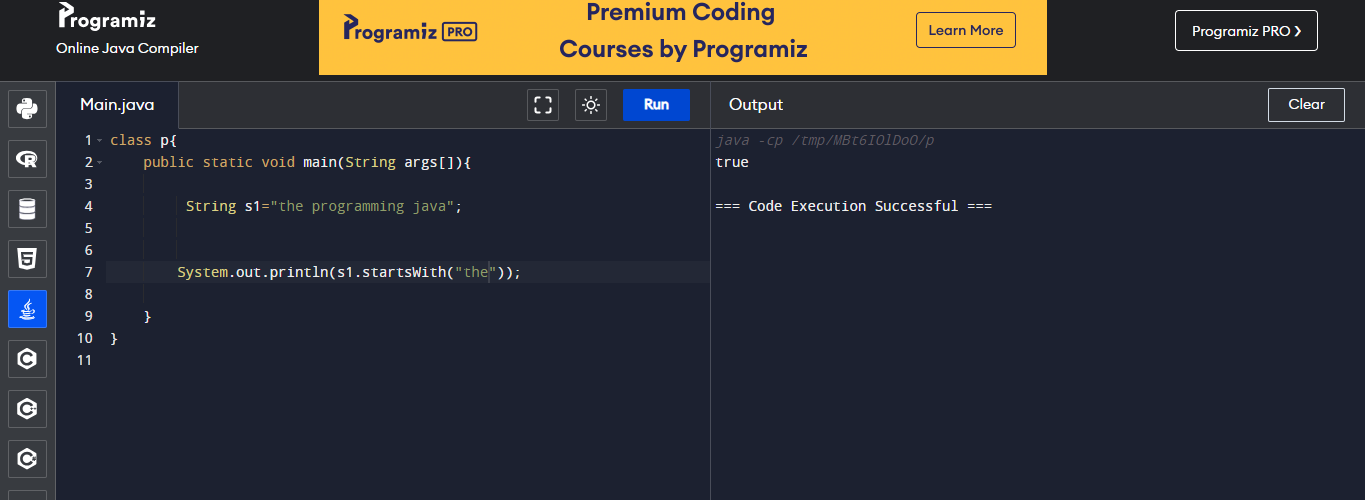 Programiz
Online Java Compiler
Programiz PRO
Premium Coding
Courses by Programiz
Learn More
Programiz PRO ❯
Main.java
Run
Output
Clear
1 class p{
2 public static void main(String args[]){
3
4 String s1="the programming java";
5
6
7 System.out.println(s1.startsWith("the"));
8
9 }
10 }
11
java -cp /tmp/MBt6IOlDoO/p
true
=== Code Execution Successful ===